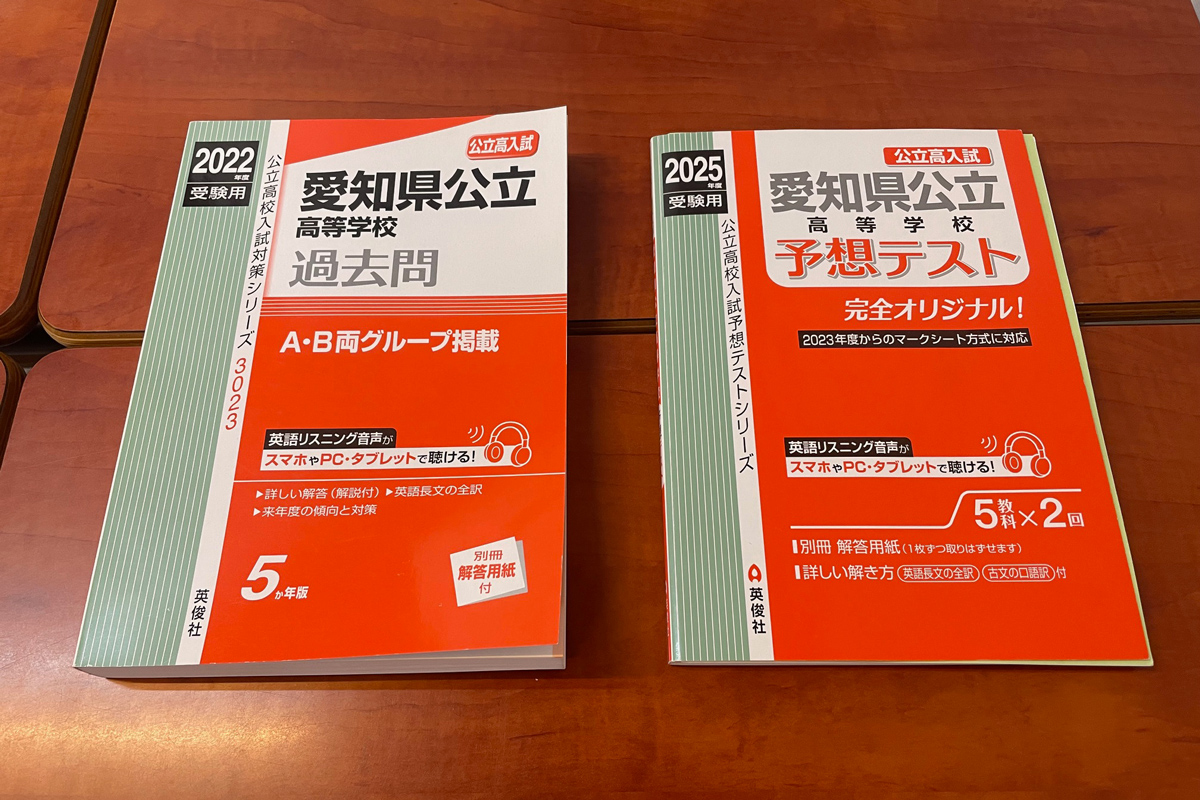 2022年度
受験用
公立高校入試対策シリーズ 3023
英俊社
公立高入試
愛知県公立
高等学校
過去問
A・B両グループ掲載
英語リスニング音声が
スマホやPC・タブレットで聴ける!
▶詳しい解答(解説付) ▶英語長文の全訳
▶来年度の傾向と対策
5か年版
別冊
解答用紙
付
2025年度
受験用
公立高校入試予想テストシリーズ
英俊社
公立高入試
愛知県公立
高等学校
予想テスト
完全オリジナル!
2023年度からのマークシート方式に対応
英語リスニング音声が
スマホやPC・タブレットで聴ける!
5教科×2回
別冊 解答用紙(1枚ずつ取りはずせます)
詳しい解き方(英語長文の全訳)(古文の口語訳)付